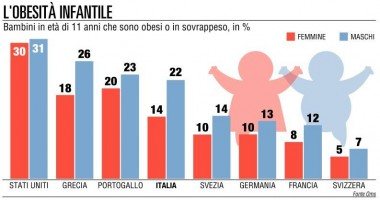 L'OBESITÀ INFANTILE
Bambini in età di 11 anni che sono obesi o in sovrappeso, in %
FEMMINE MASCHI
30 31
18 26
20 23
14 22
10 14
10 13
8 12
5 7
STATI UNITI GRECIA PORTOGALLO ITALIA SVEZIA GERMANIA FRANCIA SVIZZERA
Fonte Oms